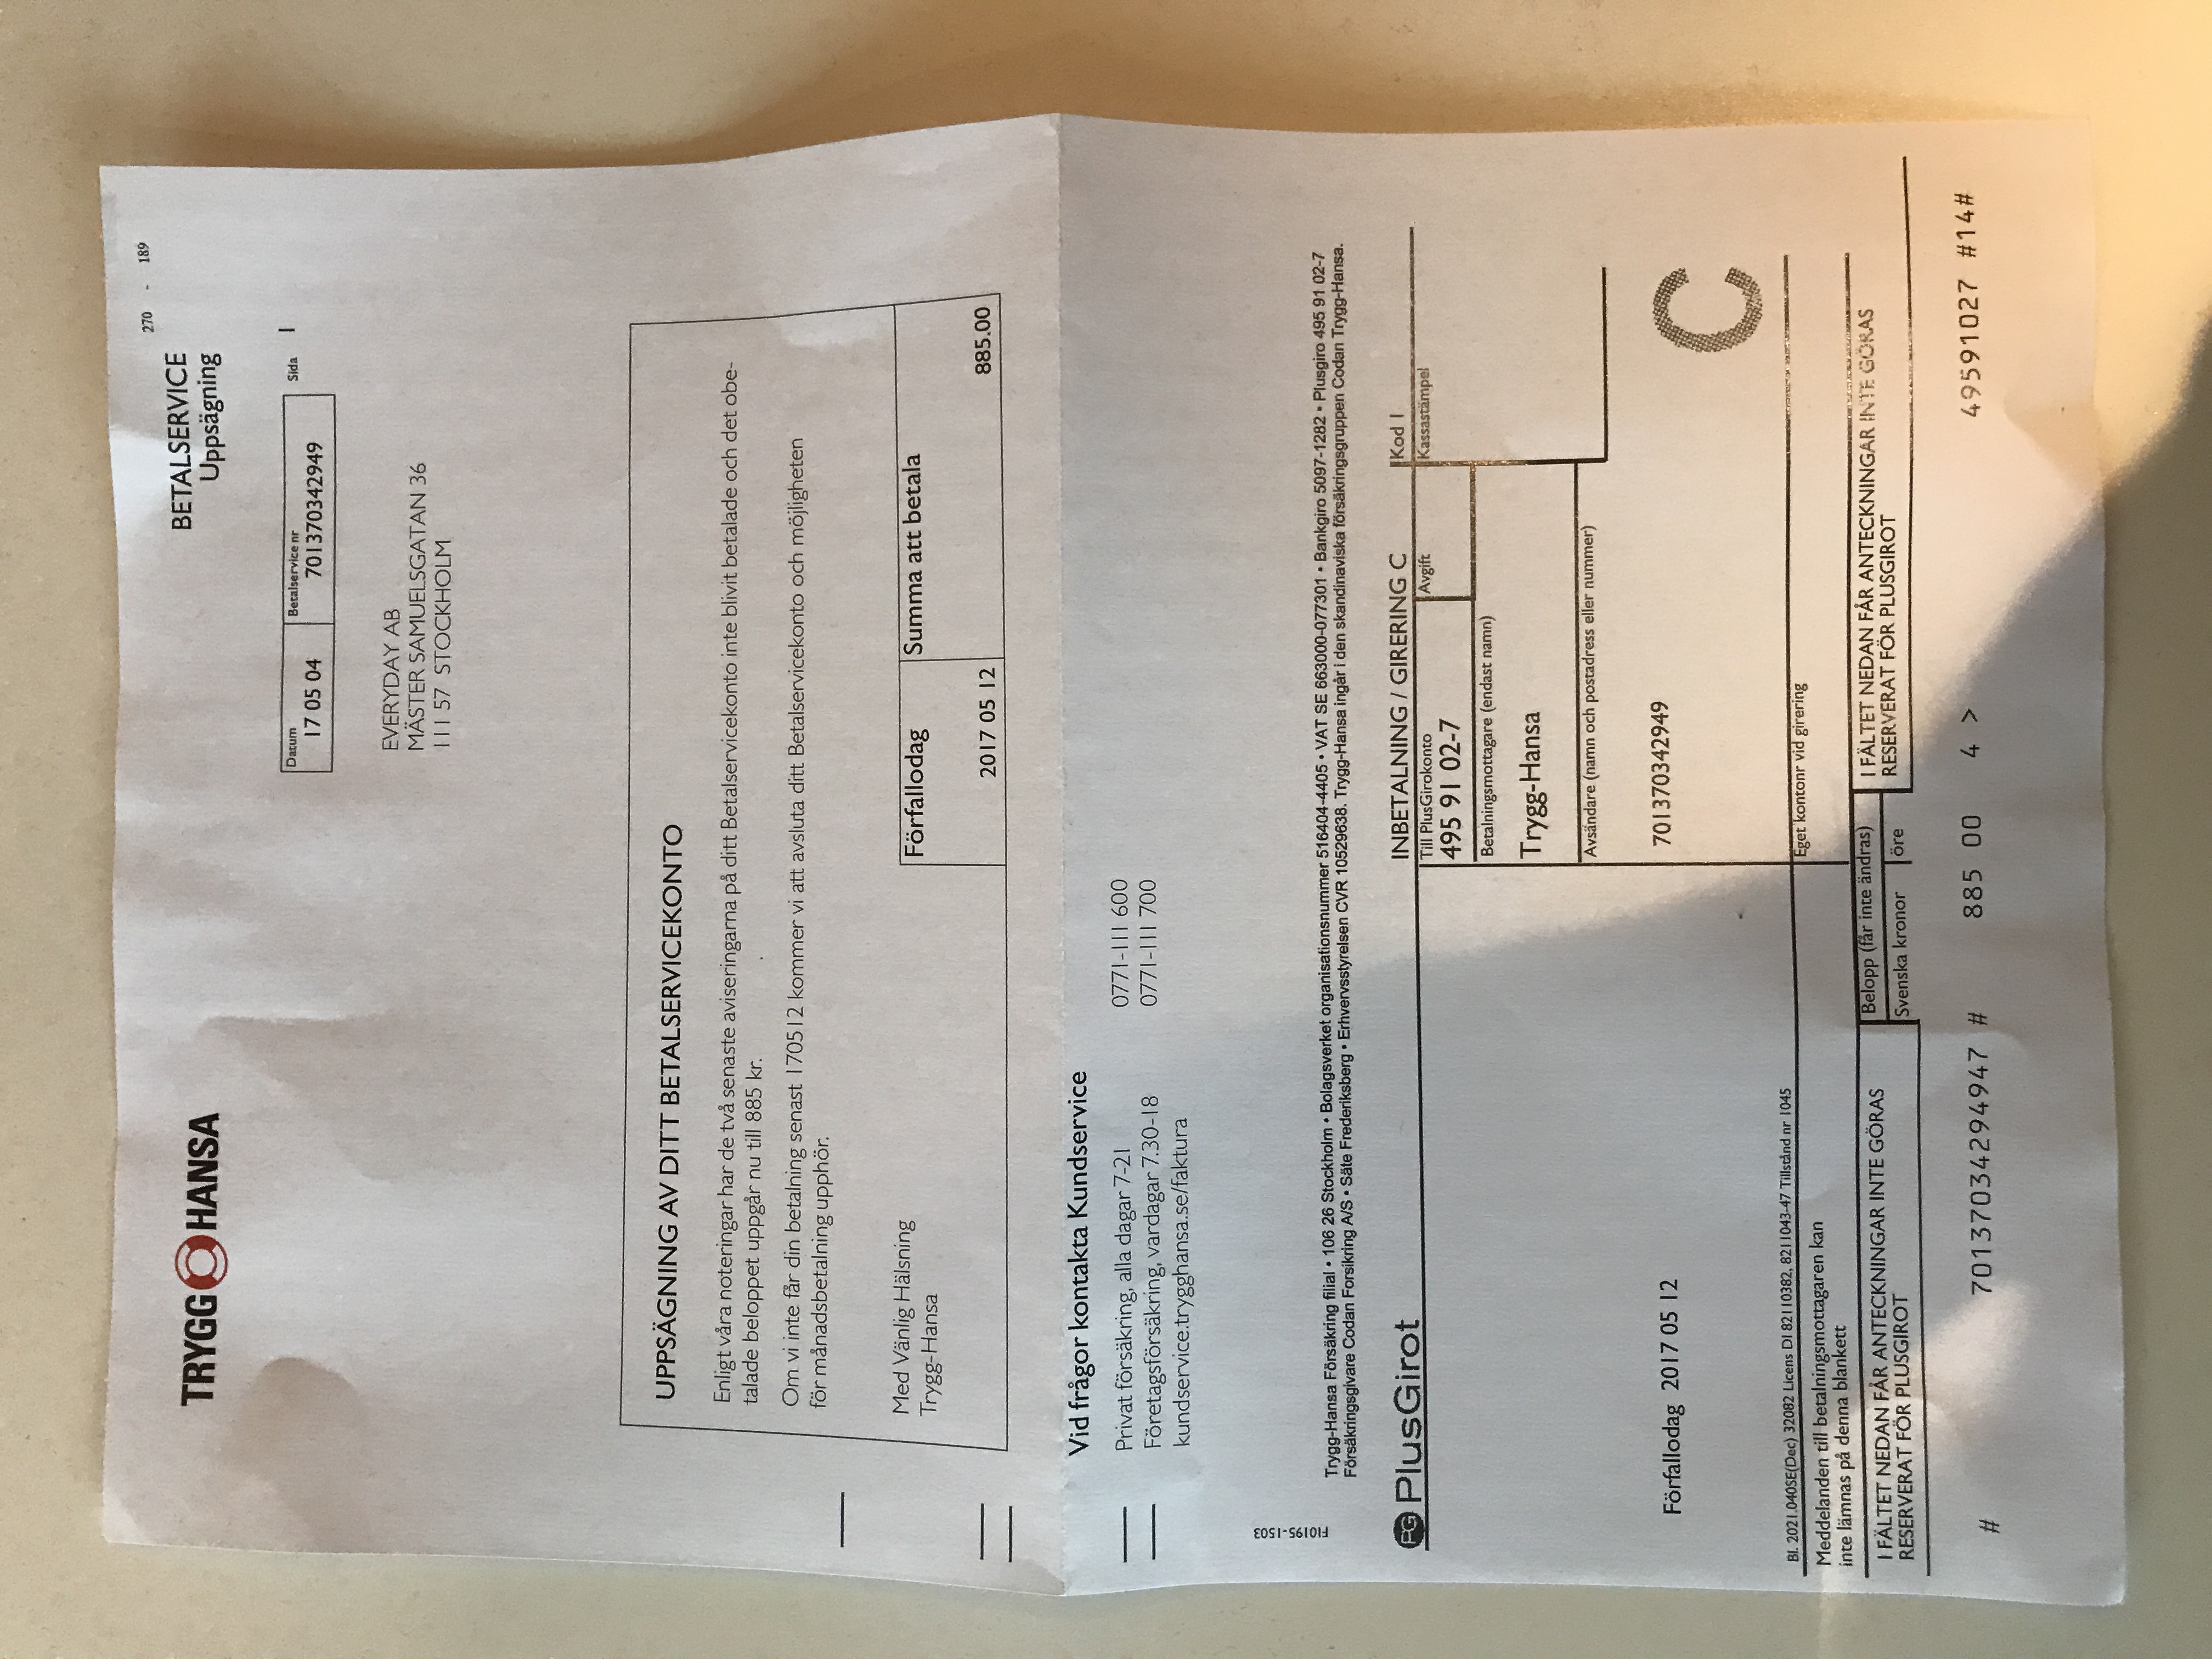 270 - 189
TRYGG HANSA
BETALSERVICE
Uppsägning
Datum
17 05 04
Betalservice nr
701370342949
Sida 1
EVERYDAY AB
MÄSTER SAMUELSGATAN 36
111 57 STOCKHOLM
UPPSÄGNING AV DITT BETALSERVICEKONTO
Enligt våra noteringar har de två senaste aviseringarna på ditt Betalservicekonto inte blivit betalade och det obe-
talade beloppet uppgår nu till 885 kr.
Om vi inte får din betalning senast 170512 kommer vi att avsluta ditt Betalservicekonto och möjligheten
för månadsbetalning upphör.
Med Vänlig Hälsning
Trygg-Hansa
Förfallodag
2017 05 12
Summa att betala
885.00
Vid frågor kontakta Kundservice
Privat försäkring, alla dagar 7-21 0771-111 600
Företagsförsäkring, vardagar 7.30-18 0771-111 700
kundservice.trygghansa.se/faktura
FI0195-1503
Trygg-Hansa Försäkring filial • 106 26 Stockholm • Bolagsverket organisationsnummer 516404-4405 • VAT SE 663000-077301 • Bankgiro 5097-1282 • Plusgiro 495 91 02-7
Försäkringsgivare Codan Forsikring A/S • Säte Frederiksberg • Erhvervsstyrelsen CVR 10529638. Trygg-Hansa ingår i den skandinaviska försäkringsgruppen Codan Trygg-Hansa.
PG PlusGirot
INBETALNING / GIRERING C
Kod 1
Till PlusGirokonto
495 91 02-7
Avgift
Kassastämpel
Betalningsmottagare (endast namn)
Trygg-Hansa
Avsändare (namn och postadress eller nummer)
701370342949
Förfallodag 2017 05 12
C
Bl. 2021.040SE(Dec) 32082 Licens DI 82110382, 8211043-47 Tillstånd nr 1045
Eget kontonr vid girering
Meddelanden till betalningsmottagaren kan
inte lämnas på denna blankett
I FÄLTET NEDAN FÅR ANTECKNINGAR INTE GÖRAS
RESERVERAT FÖR PLUSGIROT
Belopp (får inte ändras)
Svenska kronor öre
I FÄLTET NEDAN FÅR ANTECKNINGAR INTE GÖRAS
RESERVERAT FÖR PLUSGIROT
# 70137034294947 # 885 00 4 > 49591027 #14#